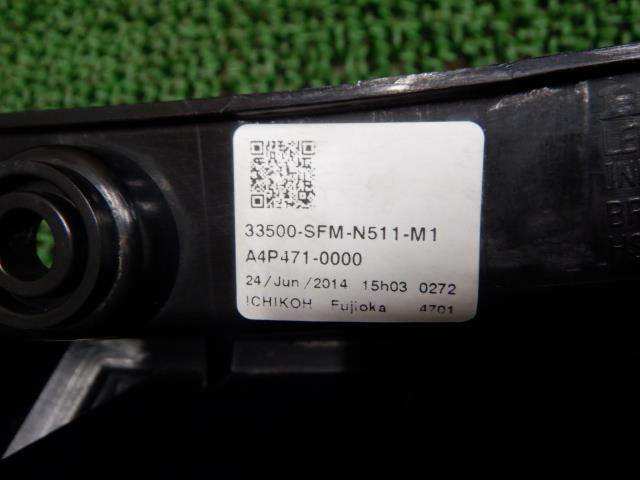 33500-SFM-N511-M1
A4P471-0000
24/Jun/2014 15h03 0272
ICHIKOH Fujioka 4701